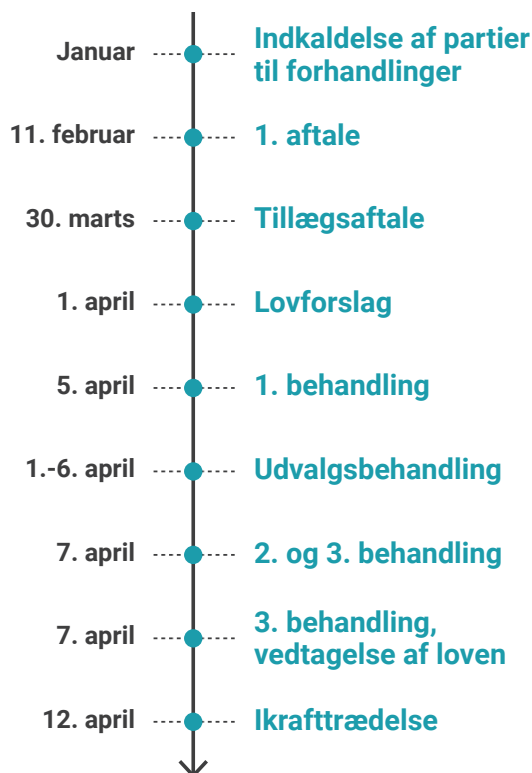 Januar
Indkaldelse af partier
til forhandlinger
11. februar
1. aftale
30. marts
Tillægsaftale
1. april
Lovforslag
5. april
1. behandling
1.-6. april
Udvalgsbehandling
7. april
2. og 3. behandling
7. april
3. behandling,
vedtagelse af loven
12. april
Ikrafttrædelse